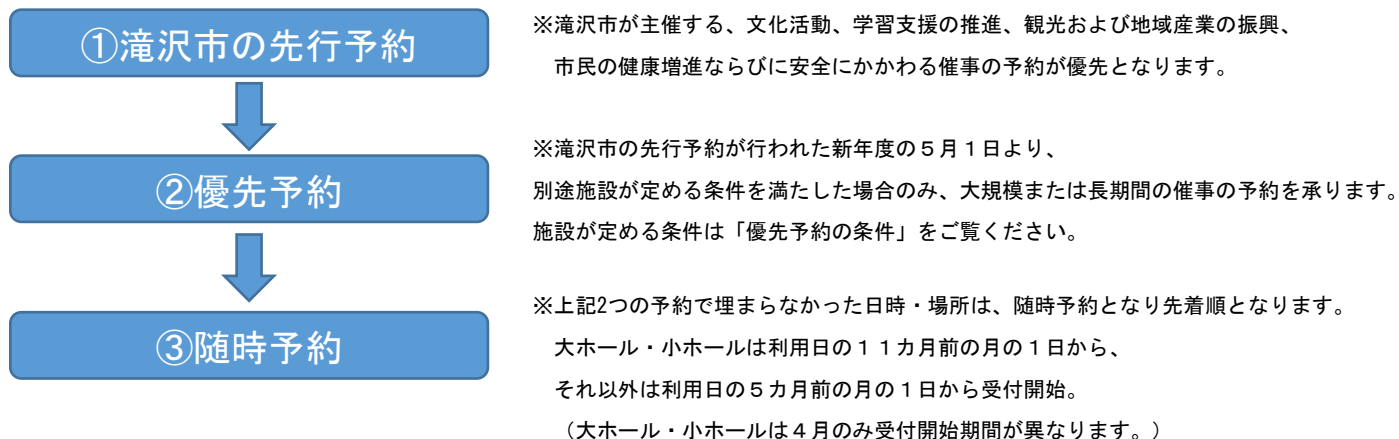 ①滝沢市の先行予約
※滝沢市が主催する、文化活動、学習支援の推進、観光および地域産業の振興、
市民の健康増進ならびに安全にかかわる催事の予約が優先となります。
②優先予約
※滝沢市の先行予約が行われた新年度の５月１日より、
別途施設が定める条件を満たした場合のみ、大規模または長期間の催事の予約を承ります。
施設が定める条件は「優先予約の条件」をご覧ください。
③随時予約
※上記2つの予約で埋まらなかった日時・場所は、随時予約となり先着順となります。
大ホール・小ホールは利用日の１１カ月前の月の１日から、
それ以外は利用日の５カ月前の月の１日から受付開始。
（大ホール・小ホールは４月のみ受付開始期間が異なります。）